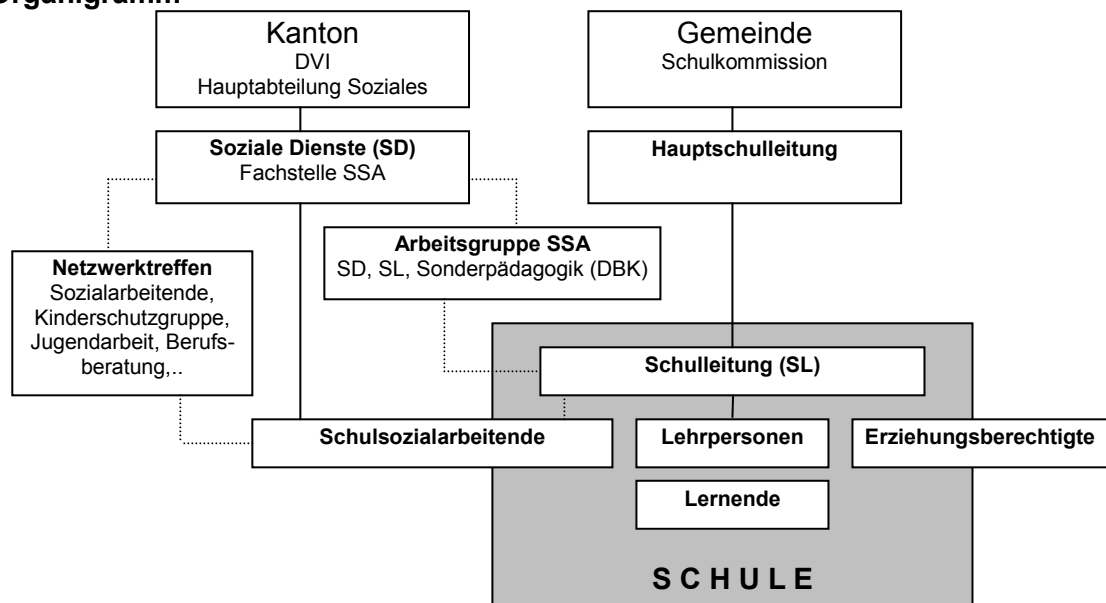 Organigramm
Kanton
DVI
Hauptabteilung Soziales
Gemeinde
Schulkommission
Soziale Dienste (SD)
Fachstelle SSA
Hauptschulleitung
Arbeitsgruppe SSA
SD, SL, Sonderpädagogik (DBK)
Netzwerktreffen
Sozialarbeitende,
Kinderschutzgruppe,
Jugendarbeit, Berufs-
beratung,..
Schulleitung (SL)
Schulsozialarbeitende
Lehrpersonen
Erziehungsberechtigte
Lernende
S C H U L E